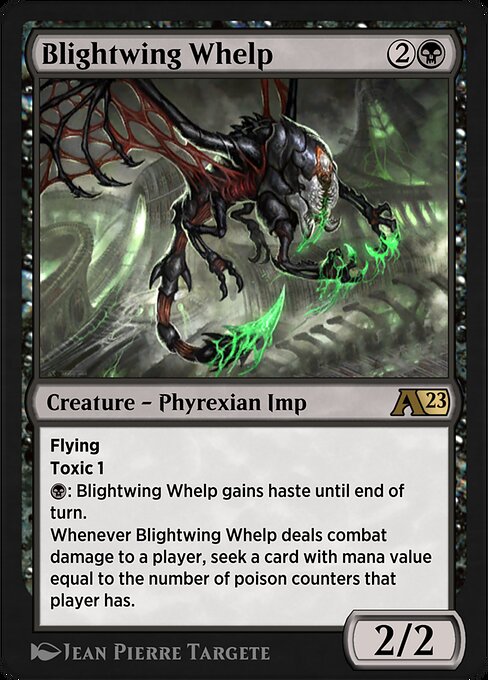 Blightwing Whelp 2
Creature – Phyrexian Imp A23
Flying
Toxic 1
: Blightwing Whelp gains haste until end of
turn.
Whenever Blightwing Whelp deals combat
damage to a player, seek a card with mana value
equal to the number of poison counters that
player has.
2/2
Jean Pierre Targete